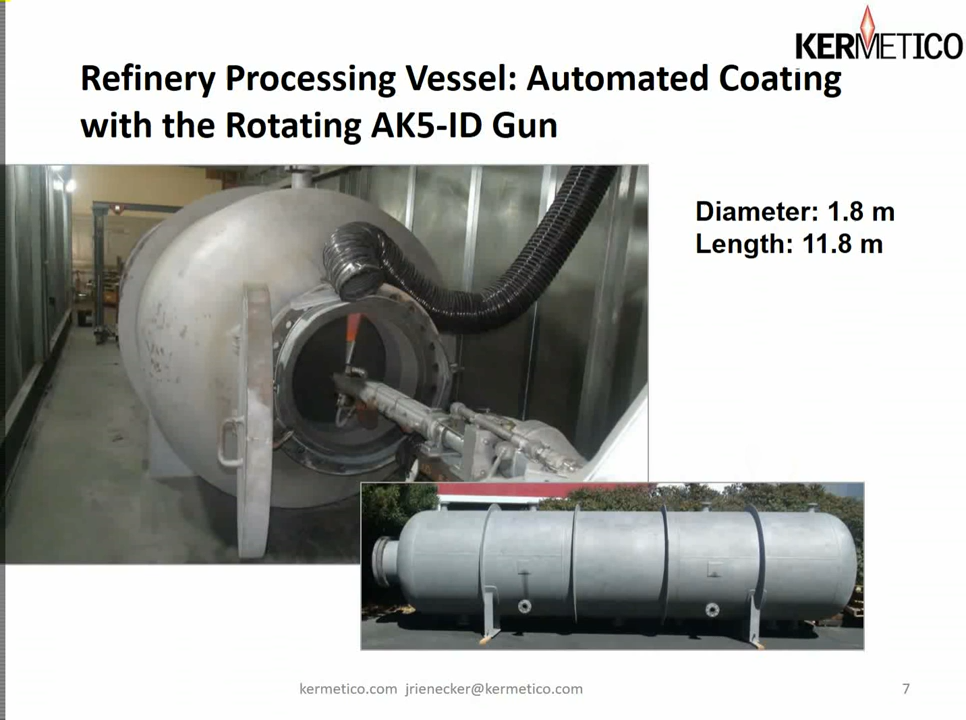 KERMETICO
Refinery Processing Vessel: Automated Coating
with the Rotating AK5-ID Gun
Diameter: 1.8 m
Length: 11.8 m
kermetico.com jrienecker@kermetico.com
7